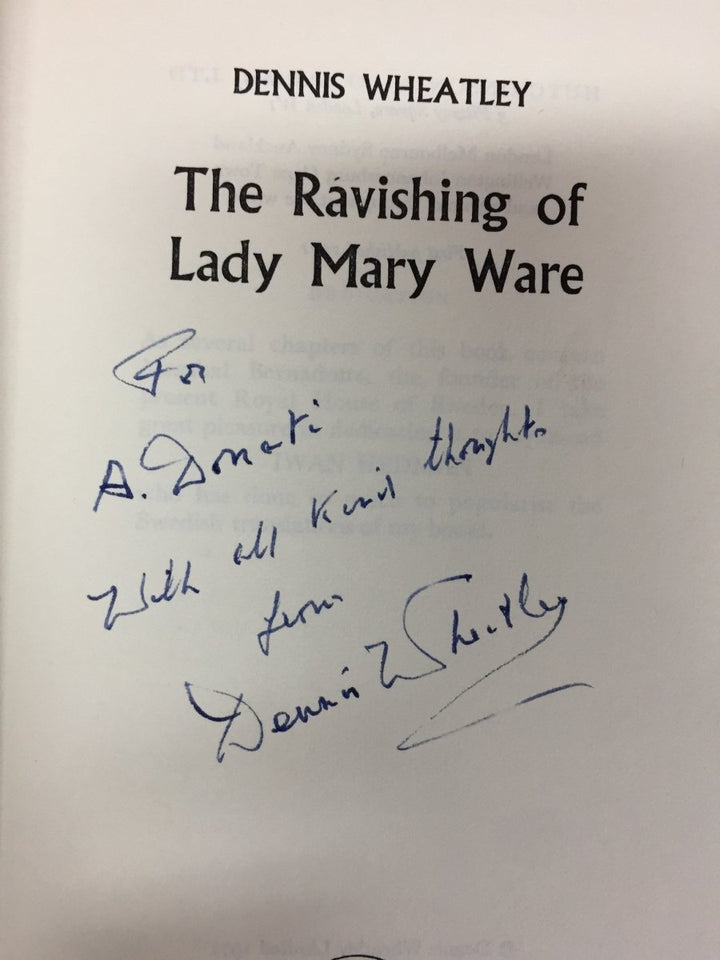 DENNIS WHEATLEY
The Ravishing of
Lady Mary Ware
For
A. Donati
With all kind thoughts
from
Dennis Wheatley